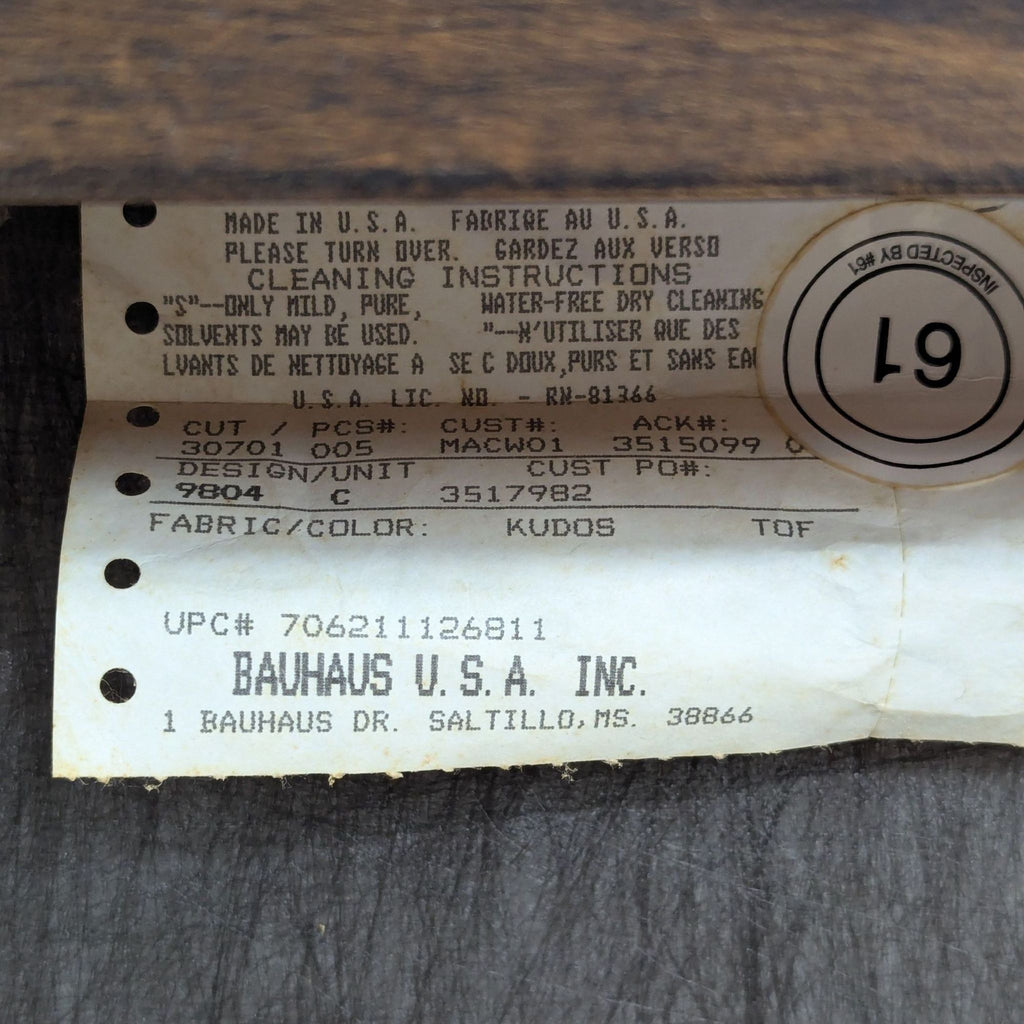 MADE IN U.S.A. FABRIQE AU U.S.A.
PLEASE TURN OVER. GARDEZ AUX VERSO
CLEANING INSTRUCTIONS
"S"--ONLY MILD, PURE, WATER-FREE DRY CLEANING
SOLVENTS MAY BE USED. "--N'UTILISER QUE DES
LVANTS DE NETTOYAGE A SE C DOUX,PURS ET SANS EAU
U.S.A. LIC. NO. - RN-81366
CUT / PCS#: CUST#: ACK#:
30701 005 MACW01 3515099 0
DESIGN/UNIT CUST PO#:
9804 C 3517982
FABRIC/COLOR: KUDOS TOF
UPC# 706211126811
BAUHAUS U.S.A. INC.
1 BAUHAUS DR. SALTILLO,MS. 38866
INSPECTED BY #61
61